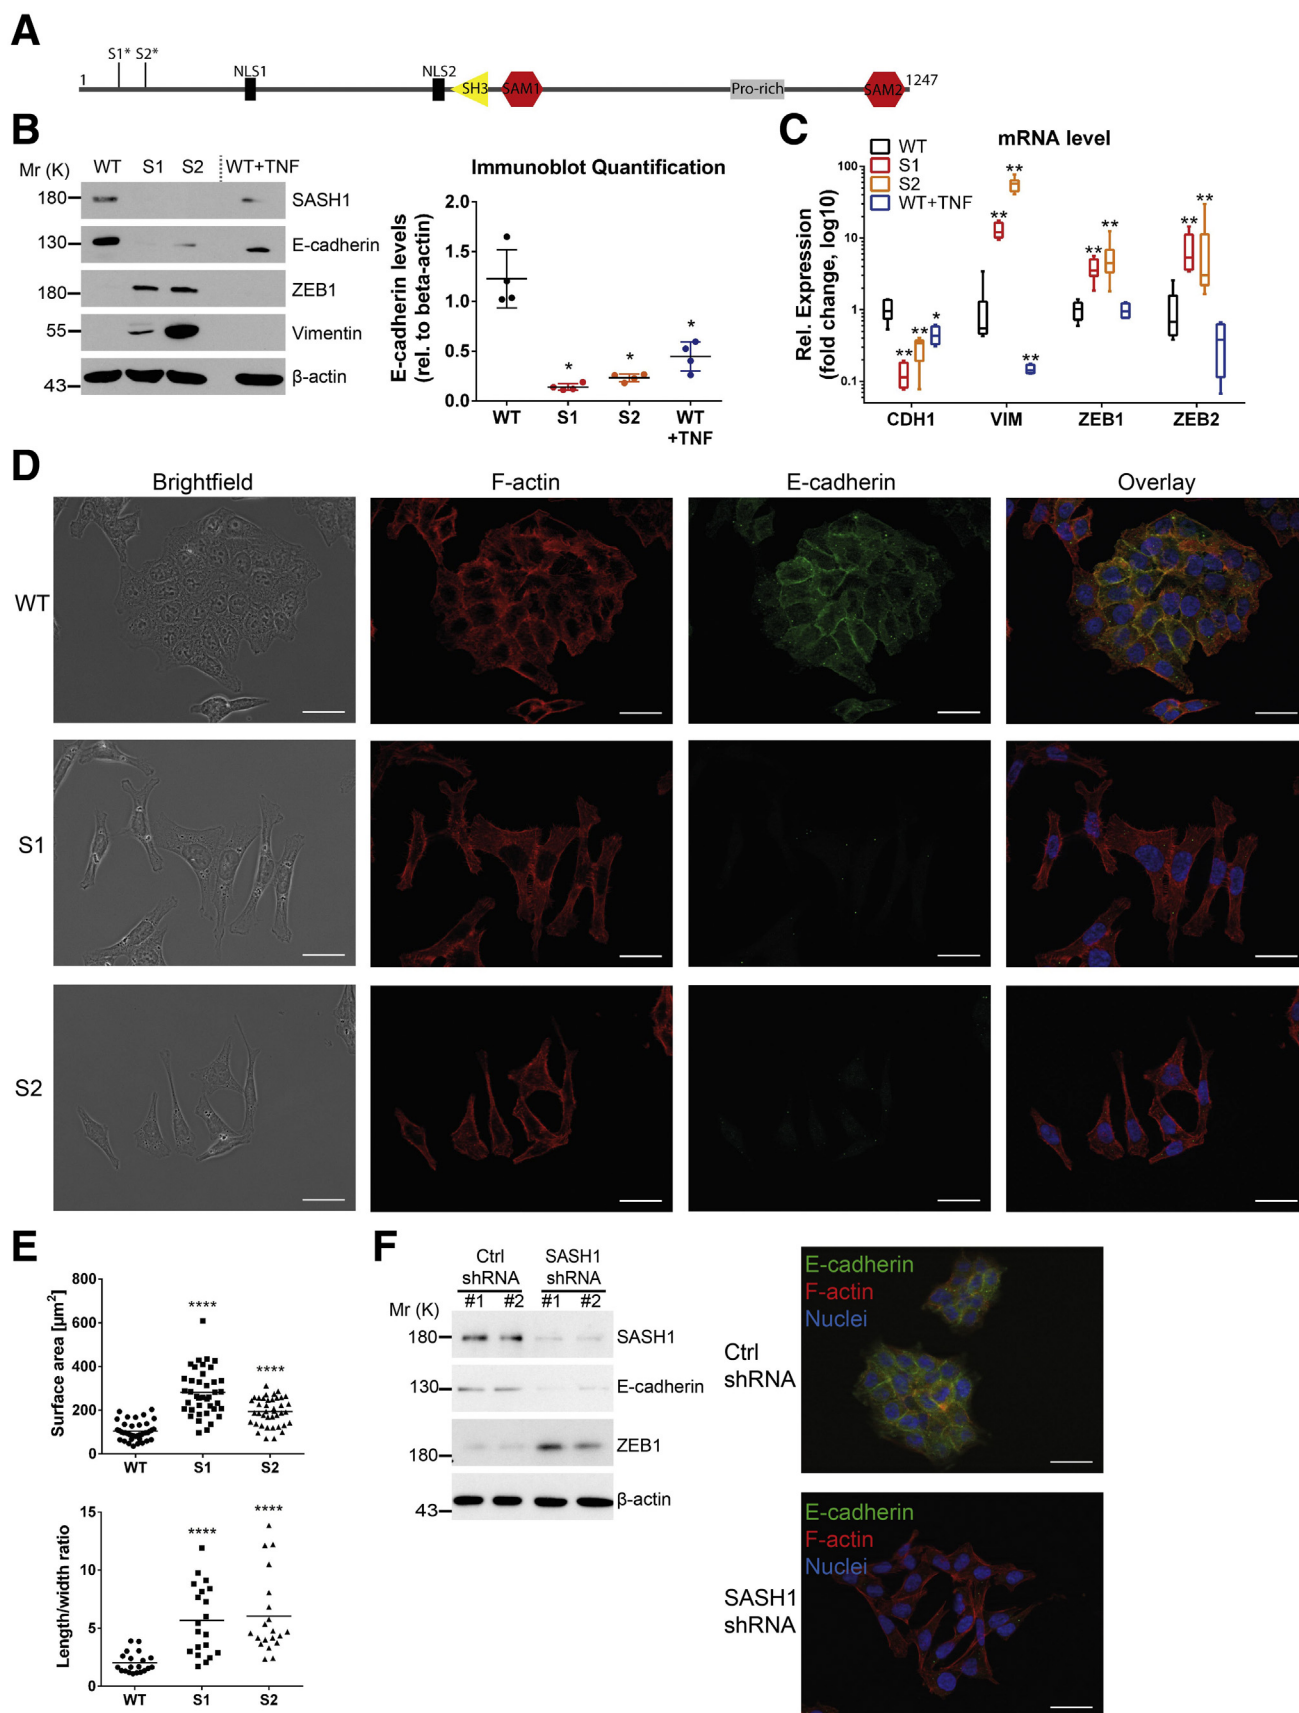 A
S1* S2*
1 NLS1 NLS2 SH3 SAM1 Pro-rich SAM2 1247
B
Mr (K) WT S1 S2 WT+TNF
180 SASH1
130 E-cadherin
180 ZEB1
55 Vimentin
43 β-actin
Immunoblot Quantification
E-cadherin levels
(rel. to beta-actin)
2.0
1.5
1.0
0.5
0.0
*
*
*
WT S1 S2 WT
+TNF
C
mRNA level
WT
S1
S2
WT+TNF
Rel. Expression
(fold change, log10)
100
10
1
0.1
** ** *
** ** **
** **
** **
CDH1 VIM ZEB1 ZEB2
D
Brightfield F-actin E-cadherin Overlay
WT
S1
S2
E
Surface area [µm²]
800
600
400
200
0
**** ****
WT S1 S2
Length/width ratio
15
10
5
0
**** ****
WT S1 S2
F
Ctrl SASH1
shRNA shRNA
Mr (K) #1 #2 #1 #2
180 SASH1
130 E-cadherin
180 ZEB1
43 β-actin
Ctrl
shRNA
E-cadherin
F-actin
Nuclei
SASH1
shRNA
E-cadherin
F-actin
Nuclei